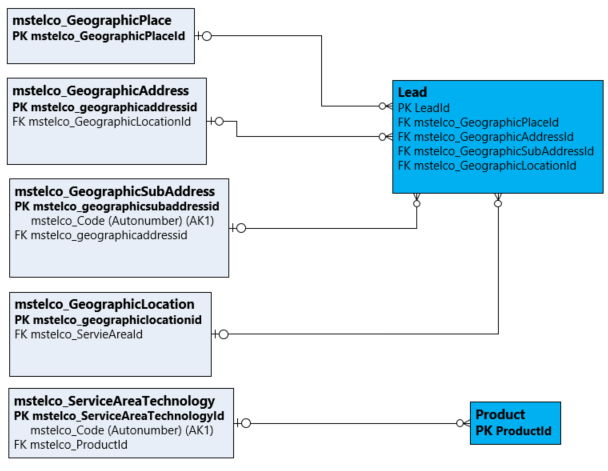 mstelco_GeographicPlace
PK mstelco_GeographicPlaceId
mstelco_GeographicAddress
PK mstelco_geographicaddressid
FK mstelco_GeographicLocationId
Lead
PK LeadId
FK mstelco_GeographicPlaceId
FK mstelco_GeographicAddressId
FK mstelco_GeographicSubAddressId
FK mstelco_GeographicLocationId
mstelco_GeographicSubAddress
PK mstelco_geographicsubaddressid
mstelco_Code (Autonumber) (AK1)
FK mstelco_geographicaddressid
mstelco_GeographicLocation
PK mstelco_geographiclocationid
FK mstelco_ServieAreaId
mstelco_ServiceAreaTechnology
PK mstelco_ServiceAreaTechnologyId
mstelco_Code (Autonumber) (AK1)
FK mstelco_ProductId
Product
PK ProductId